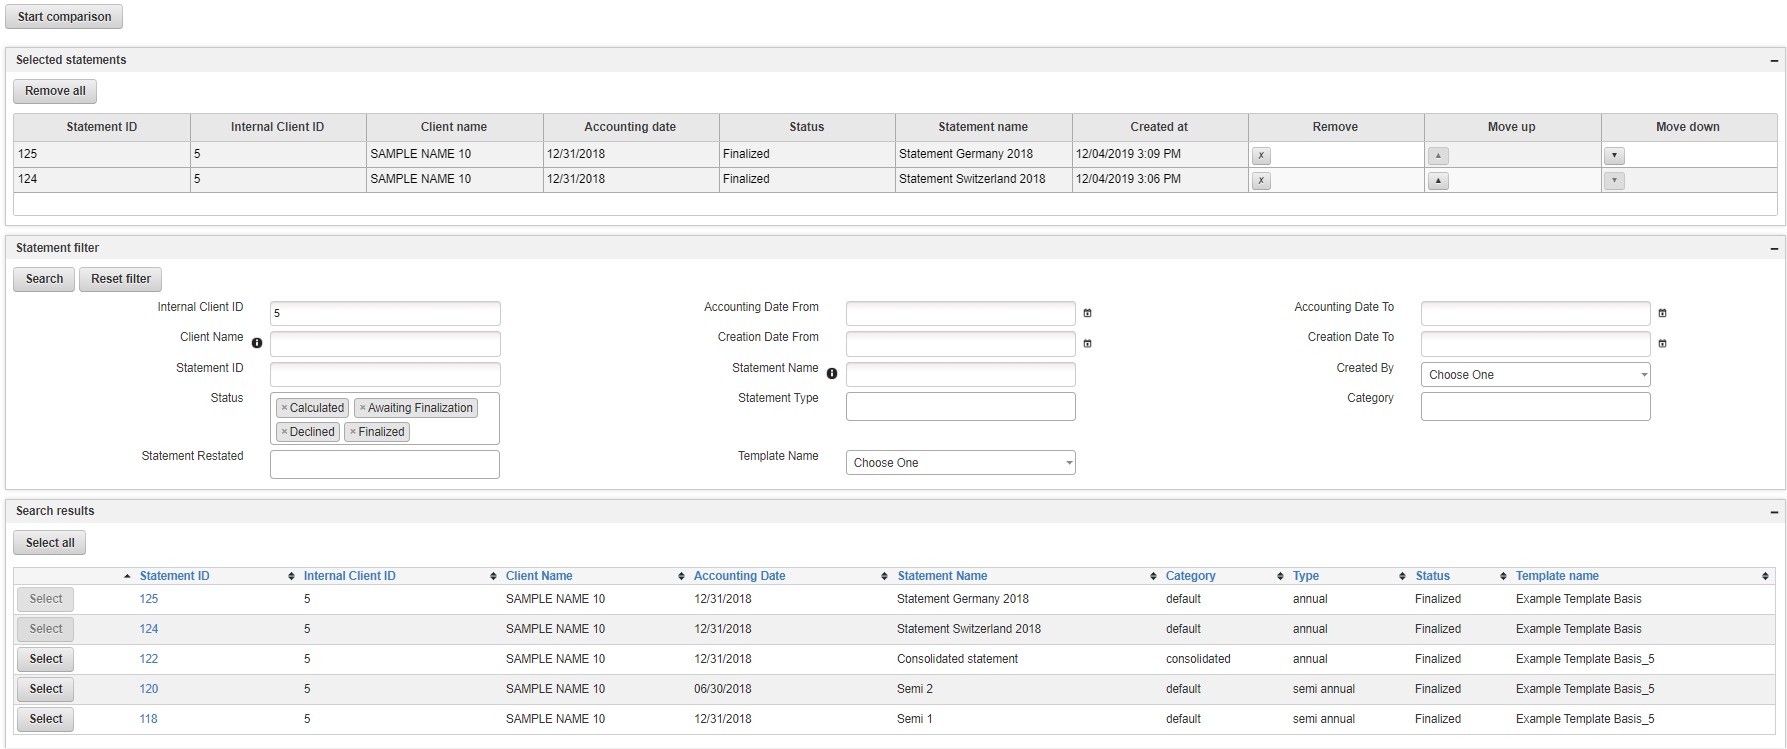 Start comparison
Selected statements
Remove all
Statement ID Internal Client ID Client name Accounting date Status Statement name Created at Remove Move up Move down
125 5 SAMPLE NAME 10 12/31/2018 Finalized Statement Germany 2018 12/04/2019 3:09 PM x ▲ ▼
124 5 SAMPLE NAME 10 12/31/2018 Finalized Statement Switzerland 2018 12/04/2019 3:06 PM x ▲ ▼
Statement filter
Search Reset filter
Internal Client ID 5 Accounting Date From Accounting Date To
Client Name Creation Date From Creation Date To
Statement ID Statement Name Created By Choose One
Status ×Calculated ×Awaiting Finalization Statement Type Category
×Declined ×Finalized
Statement Restated Template Name Choose One
Search results
Select all
Statement ID Internal Client ID Client Name Accounting Date Statement Name Category Type Status Template name
Select 125 5 SAMPLE NAME 10 12/31/2018 Statement Germany 2018 default annual Finalized Example Template Basis
Select 124 5 SAMPLE NAME 10 12/31/2018 Statement Switzerland 2018 default annual Finalized Example Template Basis
Select 122 5 SAMPLE NAME 10 12/31/2018 Consolidated statement consolidated annual Finalized Example Template Basis_5
Select 120 5 SAMPLE NAME 10 06/30/2018 Semi 2 default semi annual Finalized Example Template Basis_5
Select 118 5 SAMPLE NAME 10 12/31/2018 Semi 1 default semi annual Finalized Example Template Basis_5